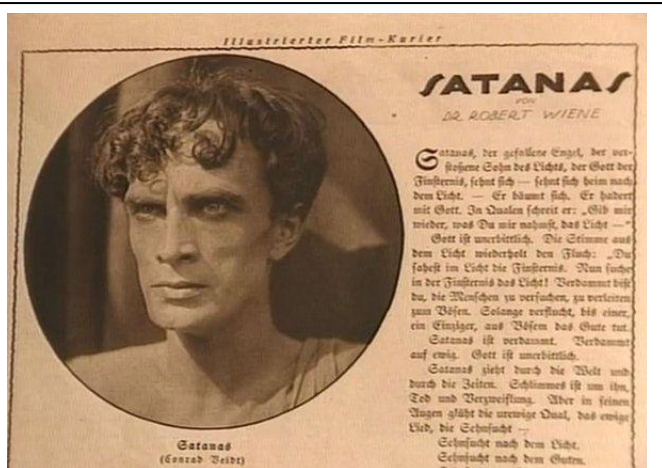 Illustrierter Film-Kurier
SATANAS
VON
DR. ROBERT WIENE
Satanas, der gefallene Engel, der ver-
stoßene Sohn des Lichts, der Gott der
Finsternis, sehnt sich — sehnt sich heim nach
dem Licht. — Er bäumt sich. Er hadert
mit Gott. In Qualen schreit er: „Gib mir
wieder, was Du mir nahmst, das Licht —“
Gott ist unerbittlich. Die Stimme aus
dem Licht wiederholt den Fluch: „Du
sahest im Licht die Finsternis. Nun suche
in der Finsternis das Licht! Verdammt bist
du, die Menschen zu versuchen, zu verleiten
zum Bösen. Solange verflucht, bis einer,
ein Einziger, aus Bösem das Gute tut.
Satanas ist verdammt. Verdammt
auf ewig. Gott ist unerbittlich.
Satanas zieht durch die Welt und
durch die Zeiten. Schlimmes ist um ihn,
Tod und Verzweiflung. Aber in seinen
Augen glüht die urewige Qual, das ewige
Lied, die Sehnsucht —
Sehnsucht nach dem Licht.
Sehnsucht nach dem Guten.
Satanas
(Conrad Veidt)